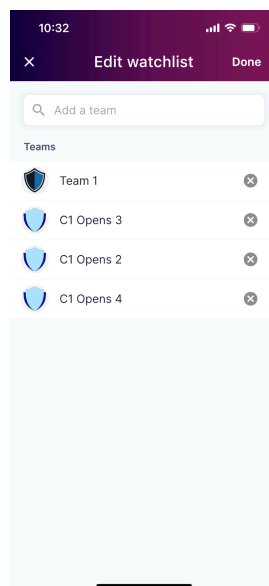 10:32
Edit watchlist
Done
Add a team
Teams
Team 1
C1 Opens 3
C1 Opens 2
C1 Opens 4